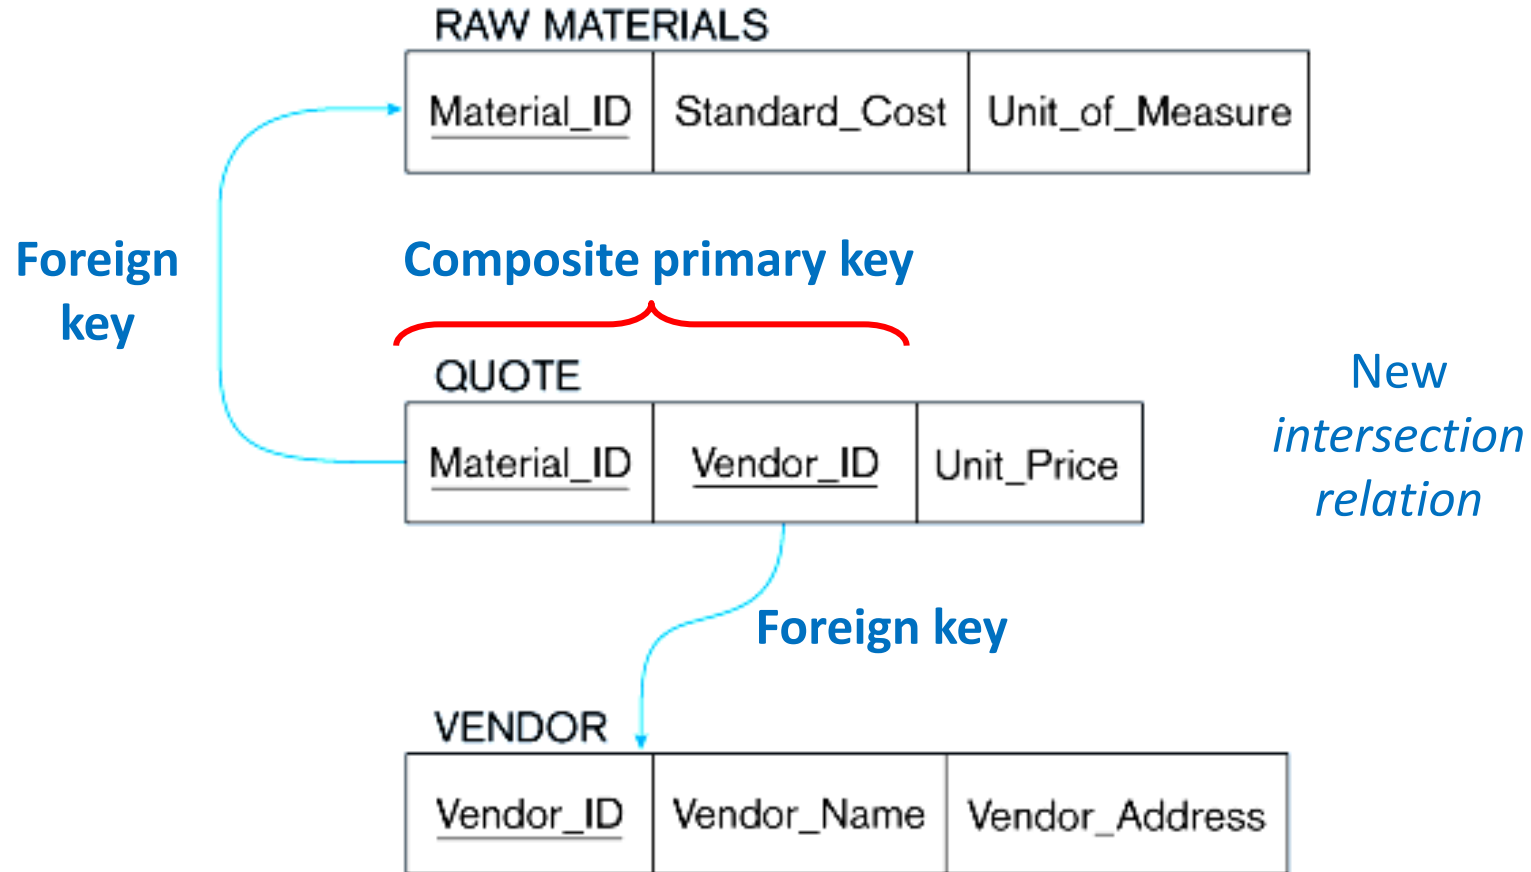 RAW MATERIALS
Material_ID Standard_Cost Unit_of_Measure
Foreign
key
Composite primary key
QUOTE
Material_ID Vendor_ID Unit_Price
New
intersection
relation
Foreign key
VENDOR
Vendor_ID Vendor_Name Vendor_Address